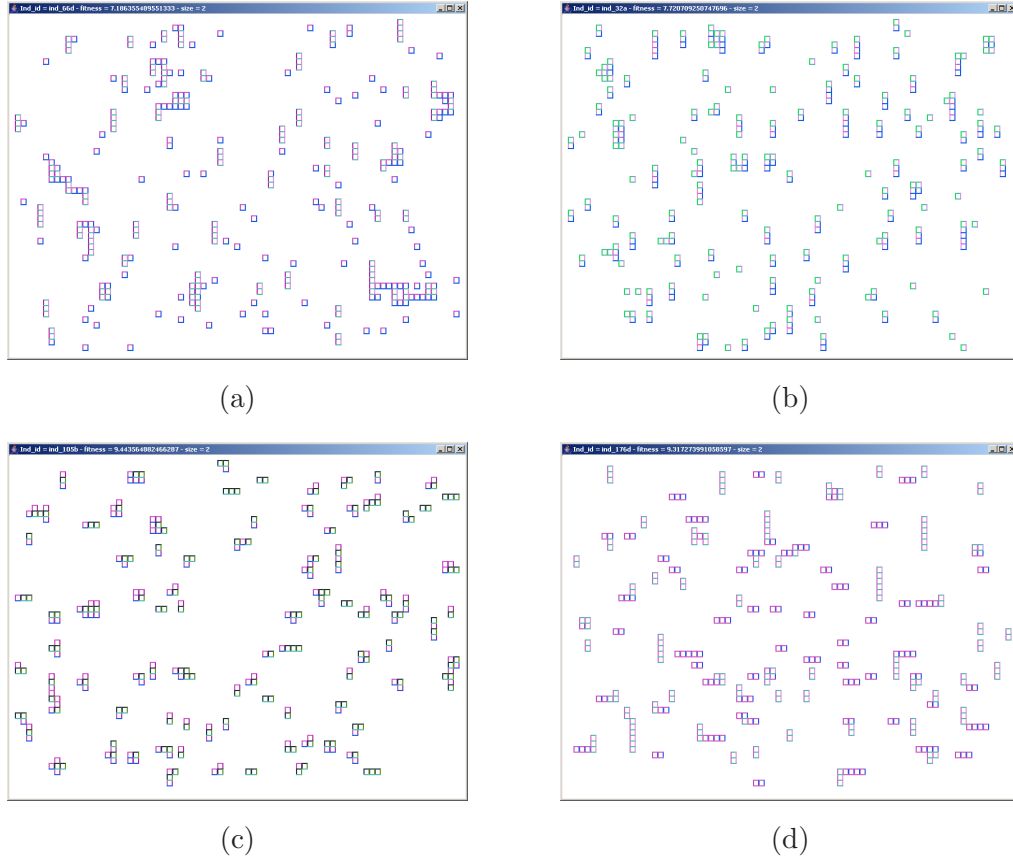 Ind_id = ind_66d - fitness = 7.186355409551333 - size = 2
Ind_id = ind_32a - fitness = 7.720709250747696 - size = 2
(a)
(b)
Ind_id = ind_105b - fitness = 9.443564882466287 - size = 2
Ind_id = ind_176d - fitness = 9.317273991058597 - size = 2
(c)
(d)